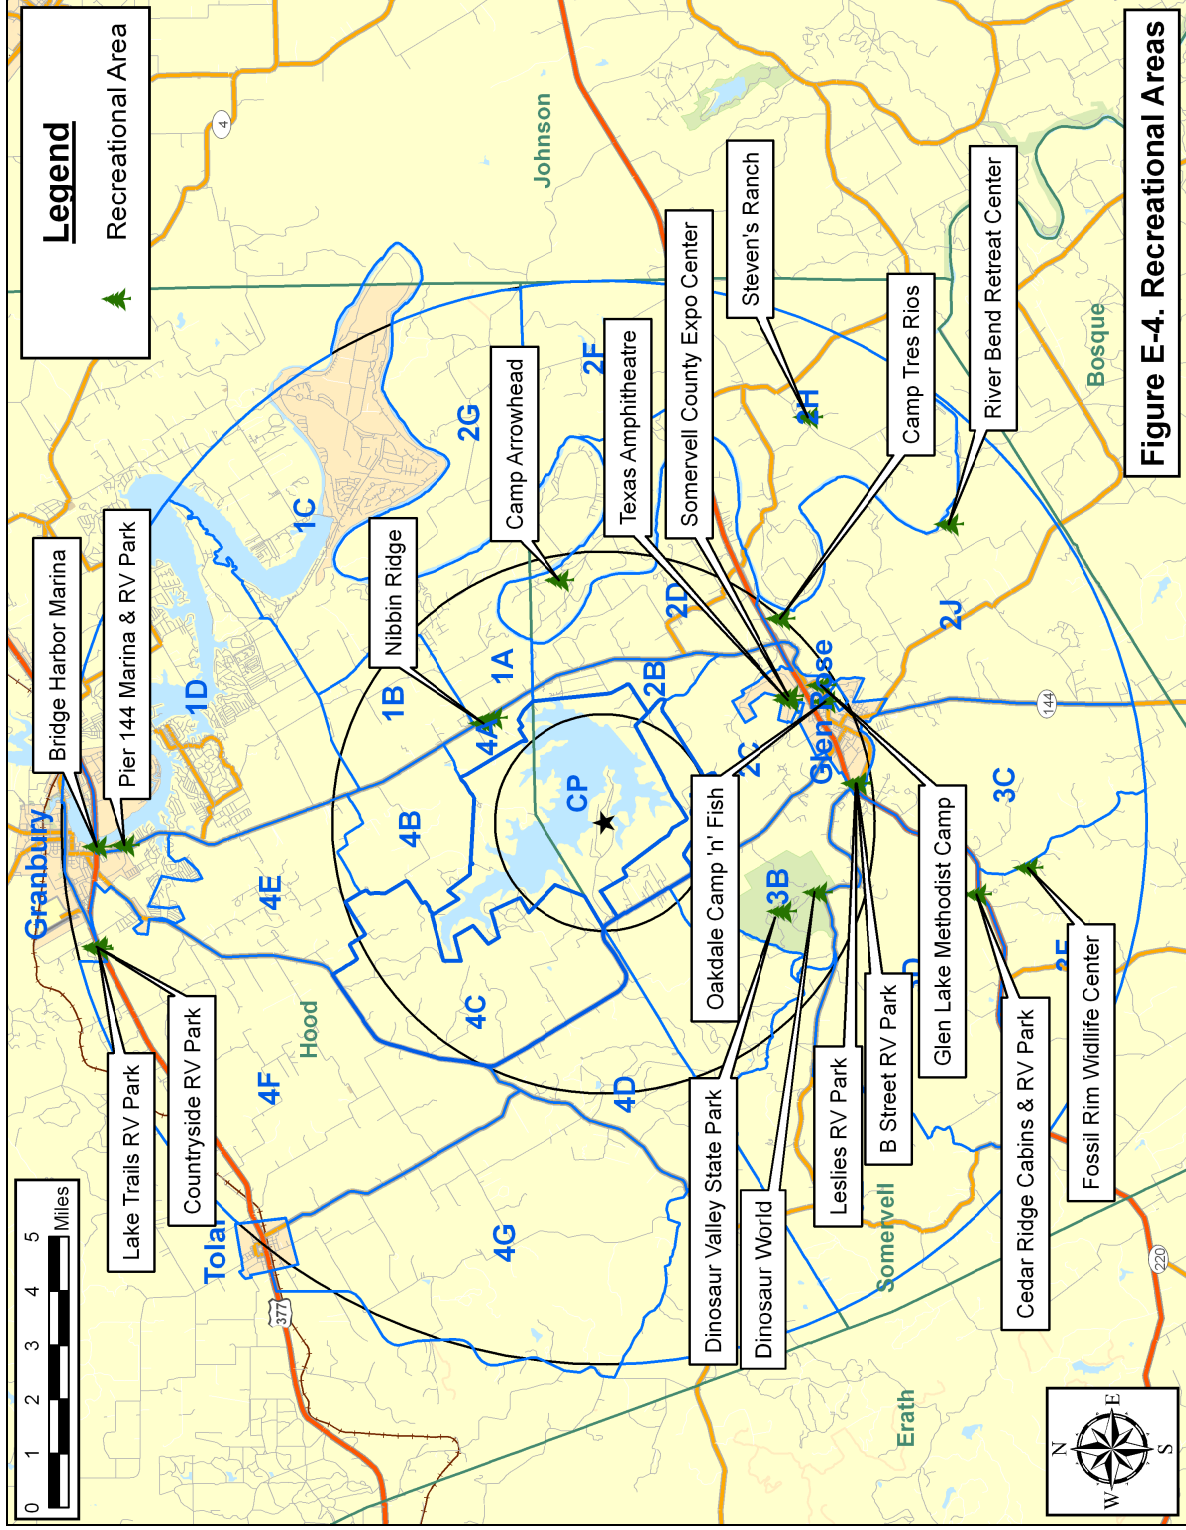 Legend
Recreational Area
Figure E-4. Recreational Areas
0 1 2 3 4 5
Miles
N
W E
S
Lake Trails RV Park
Countryside RV Park
Bridge Harbor Marina
Pier 144 Marina & RV Park
Nibbin Ridge
Camp Arrowhead
Texas Amphitheatre
Somervell County Expo Center
Steven's Ranch
Camp Tres Rios
River Bend Retreat Center
Oakdale Camp 'n' Fish
Glen Lake Methodist Camp
Dinosaur Valley State Park
Dinosaur World
Leslies RV Park
B Street RV Park
Cedar Ridge Cabins & RV Park
Fossil Rim Widlife Center
Granbury
Tolar
Glen Rose
Hood
Johnson
Bosque
Somervell
Erath
CP
1A
1B
1C
1D
2B
2C
2D
2F
2G
2H
2J
3B
3C
4A
4B
4C
4D
4E
4F
4G
377
4
144
220